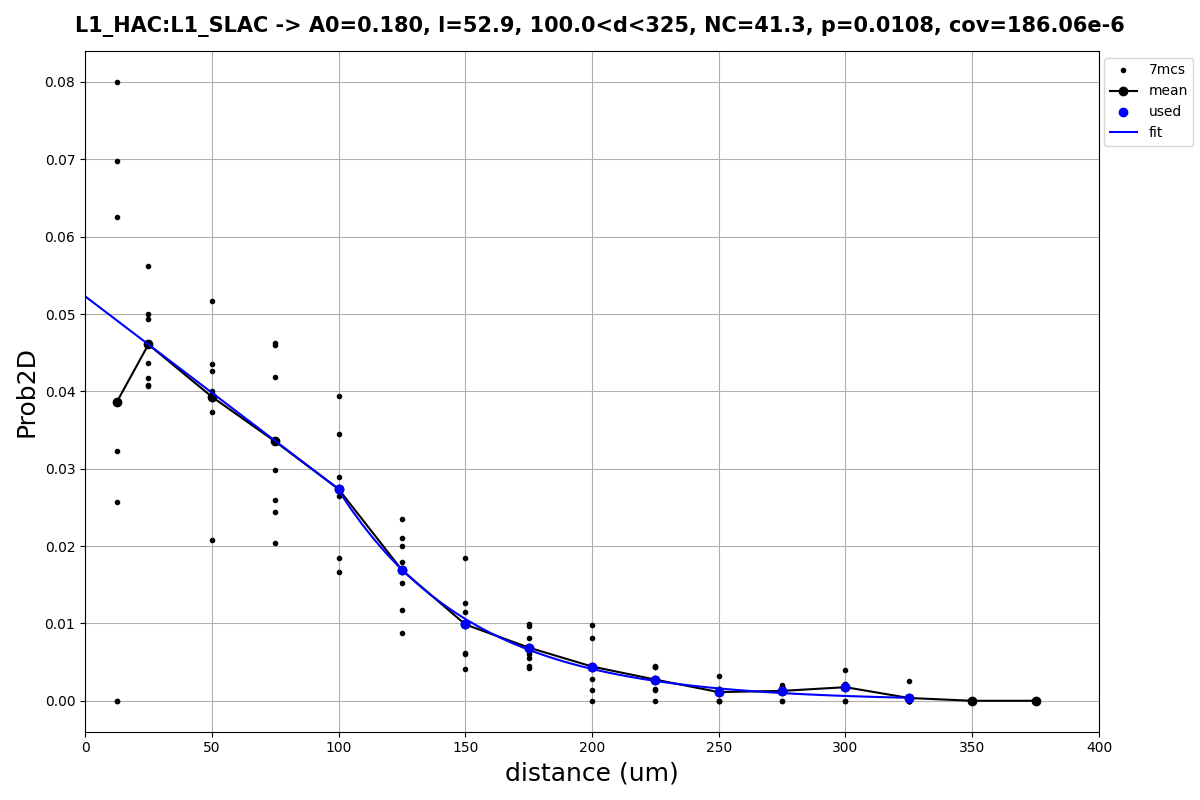 L1_HAC:L1_SLAC -> A0=0.180, l=52.9, 100.0<d<325, NC=41.3, p=0.0108, cov=186.06e-6
7mcs
mean
used
fit
0.08
0.07
0.06
0.05
0.04
0.03
0.02
0.01
0.00
Prob2D
0 50 100 150 200 250 300 350 400
distance (um)